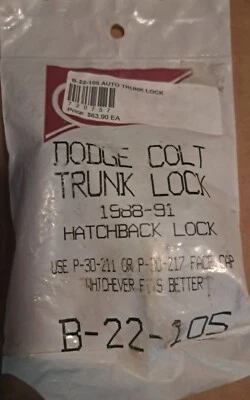 B-22-105 AUTO TRUNK LOCK
720757
Price: $63.90 EA
DODGE COLT
TRUNK LOCK
1988-91
HATCHBACK LOCK
USE P-30-211 OR P-30-217 FACE CAP
WHICHEVER FITS BETTER
B-22-105